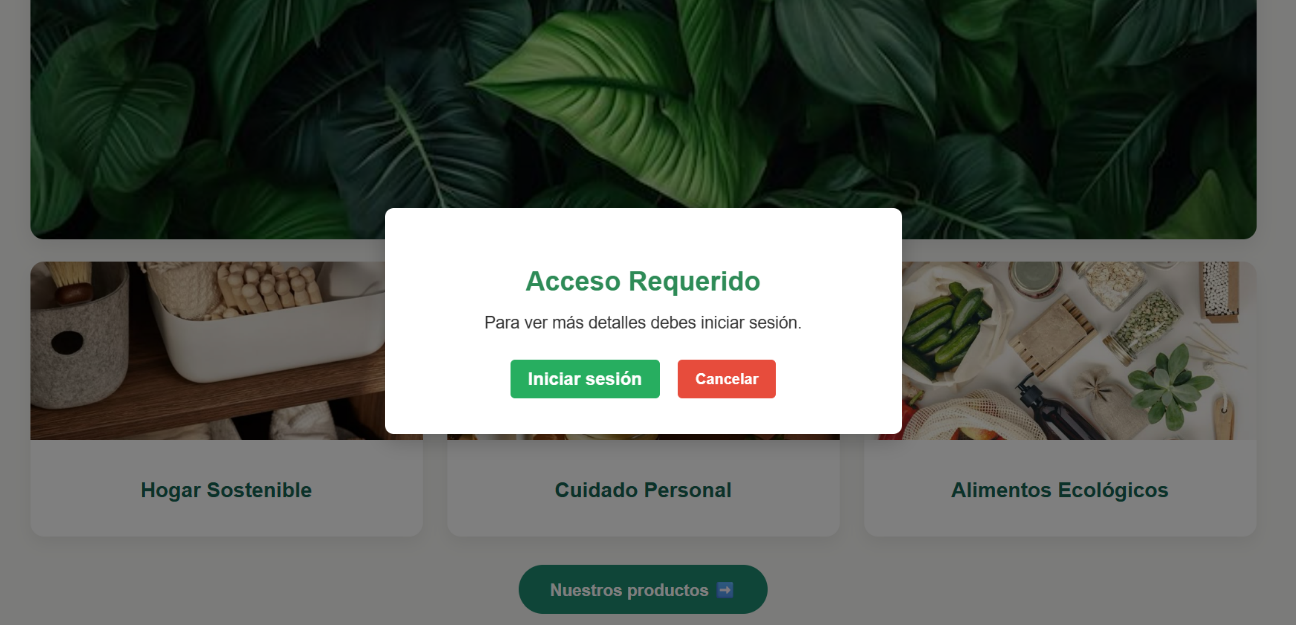 Acceso Requerido
Para ver más detalles debes iniciar sesión.
Iniciar sesión
Cancelar
Hogar Sostenible
Cuidado Personal
Alimentos Ecológicos
Nuestros productos ➡️